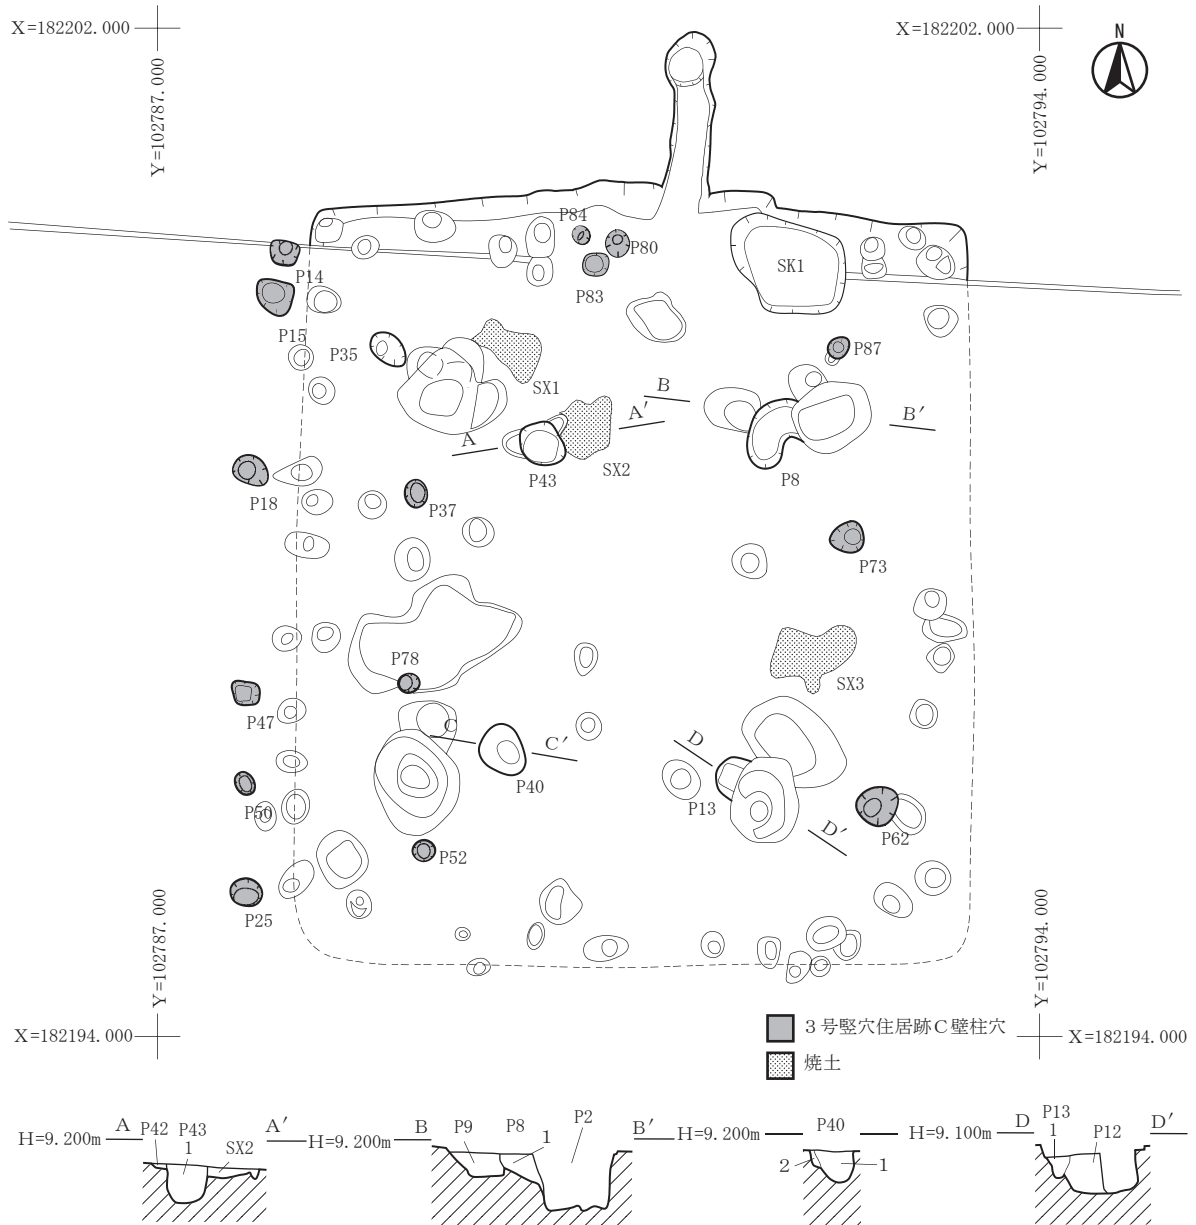 X=182202.000
X=182202.000
N
Y=102787.000
Y=102794.000
P84
P80
P14
P83
SK1
P15
P35
P87
SX1
B
A′
B′
A
SX2
P43
P8
P18
P37
P73
P78
SX3
P47
C
C′
D
P40
P13
P50
D′
P62
P52
P25
Y=102787.000
Y=102794.000
3号竪穴住居跡C壁柱穴
X=182194.000
X=182194.000
焼土
H=9.200m
A
P42
P43
1
SX2
A′
H=9.200m
B
P9
P8
1
P2
B′
H=9.200m
P40
2
1
H=9.100m
D
P13
1
P12
D′